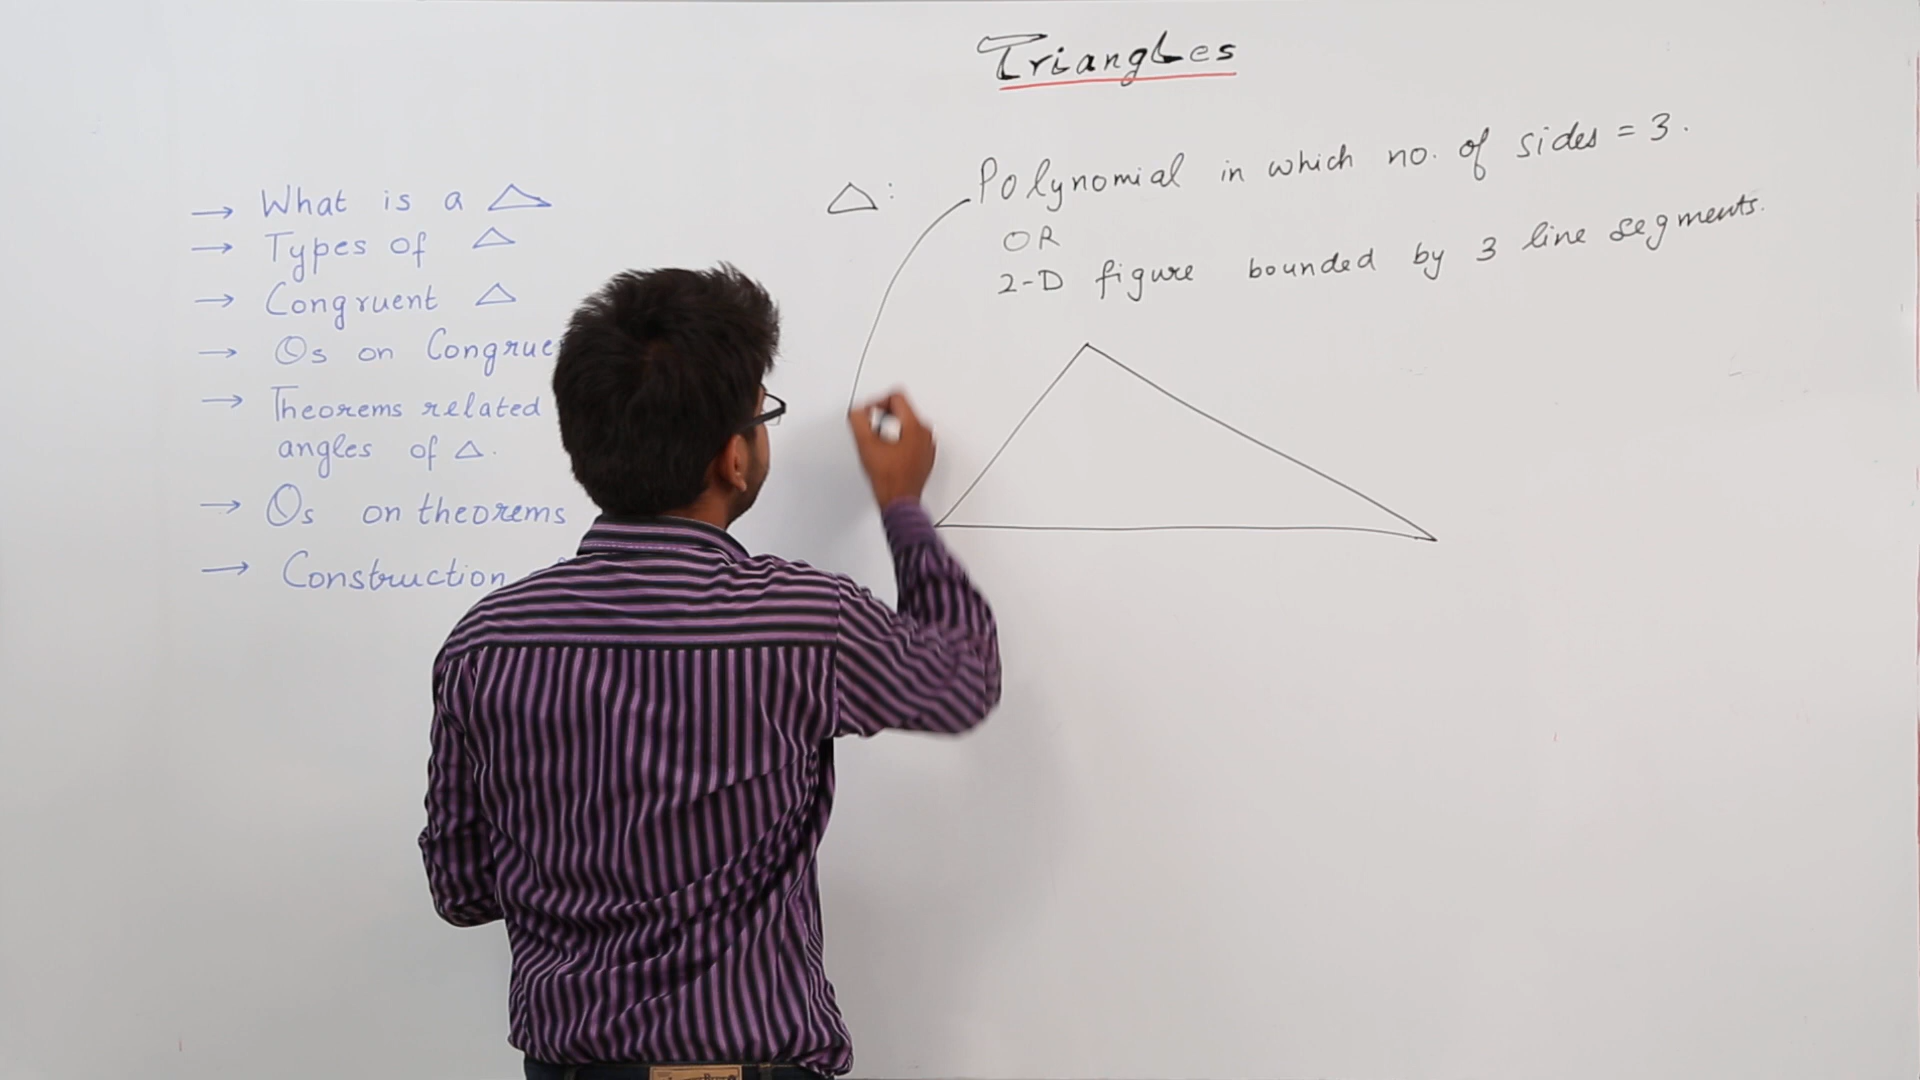 Triangles
→ What is a △
→ Types of △
→ Congruent △
→ Qs on
→ Theorems related
angles of △.
→ Qs on theorems
→ Construction
△: Polynomial in which no. of sides = 3.
OR
2-D figure bounded by 3 line segments.